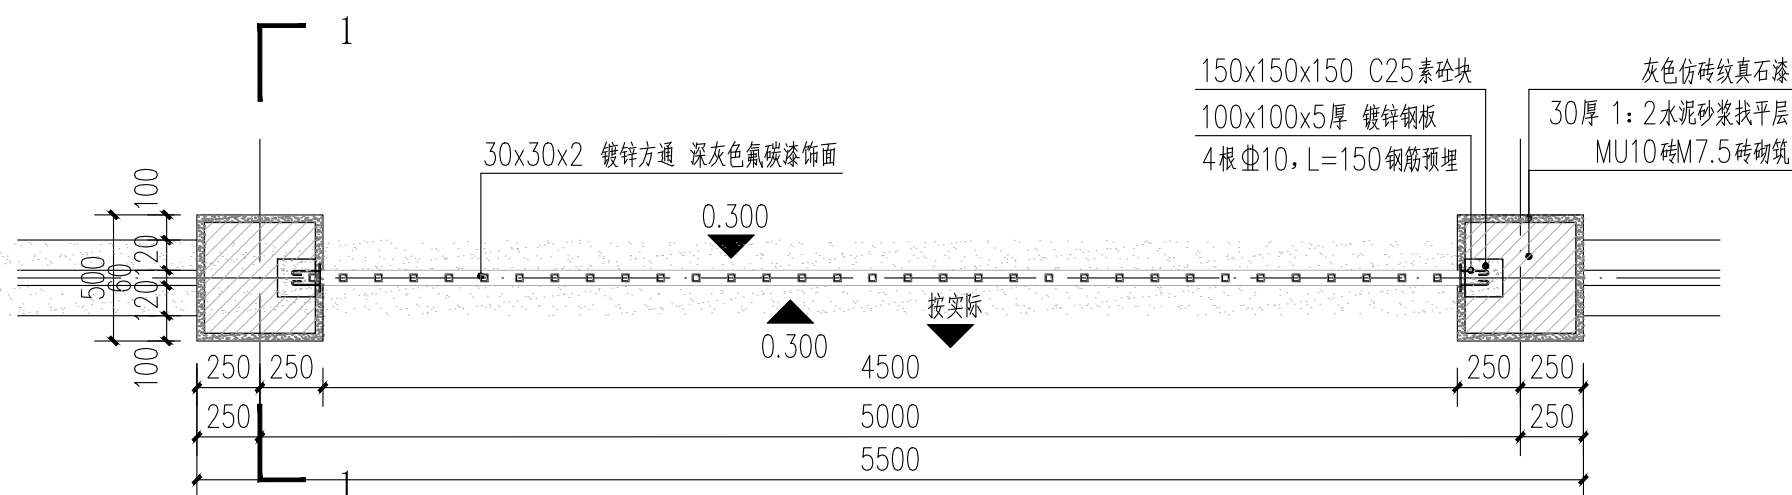 1
150x150x150 C25素砼块
灰色仿砖纹真石漆
100x100x5厚 镀锌钢板
30厚 1：2水泥砂浆找平层
4根Φ10，L=150钢筋预埋
MU10砖M7.5砖砌筑
30x30x2 镀锌方通 深灰色氟碳漆饰面
100
120
60
120
100
500
0.300
0.300
按实际
250 250 4500 250 250
250 5000 250
5500
1